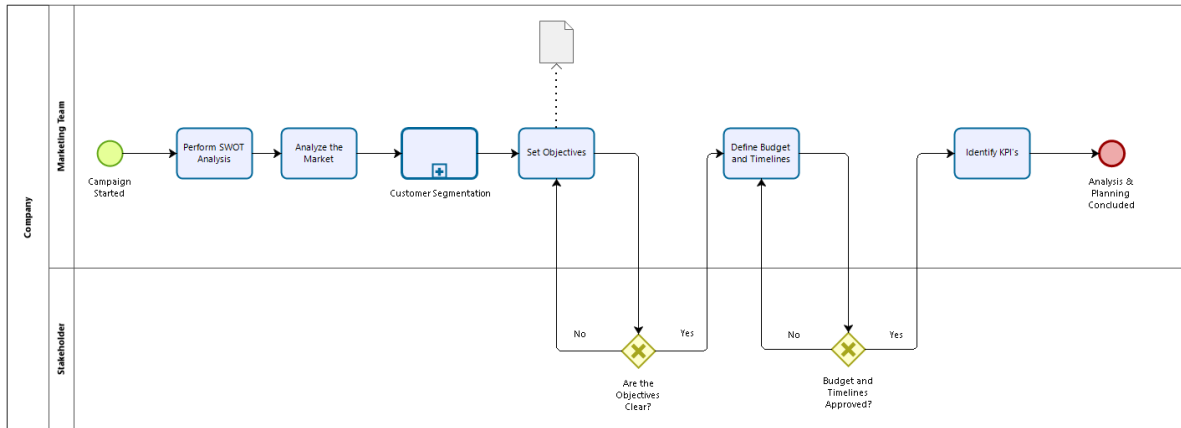 Company
Marketing Team
Stakeholder
Campaign
Started
Perform SWOT
Analysis
Analyze the
Market
Customer Segmentation
Set Objectives
Define Budget
and Timelines
Identify KPI's
Analysis &
Planning
Concluded
No
Yes
Are the
Objectives
Clear?
No
Yes
Budget and
Timelines
Approved?